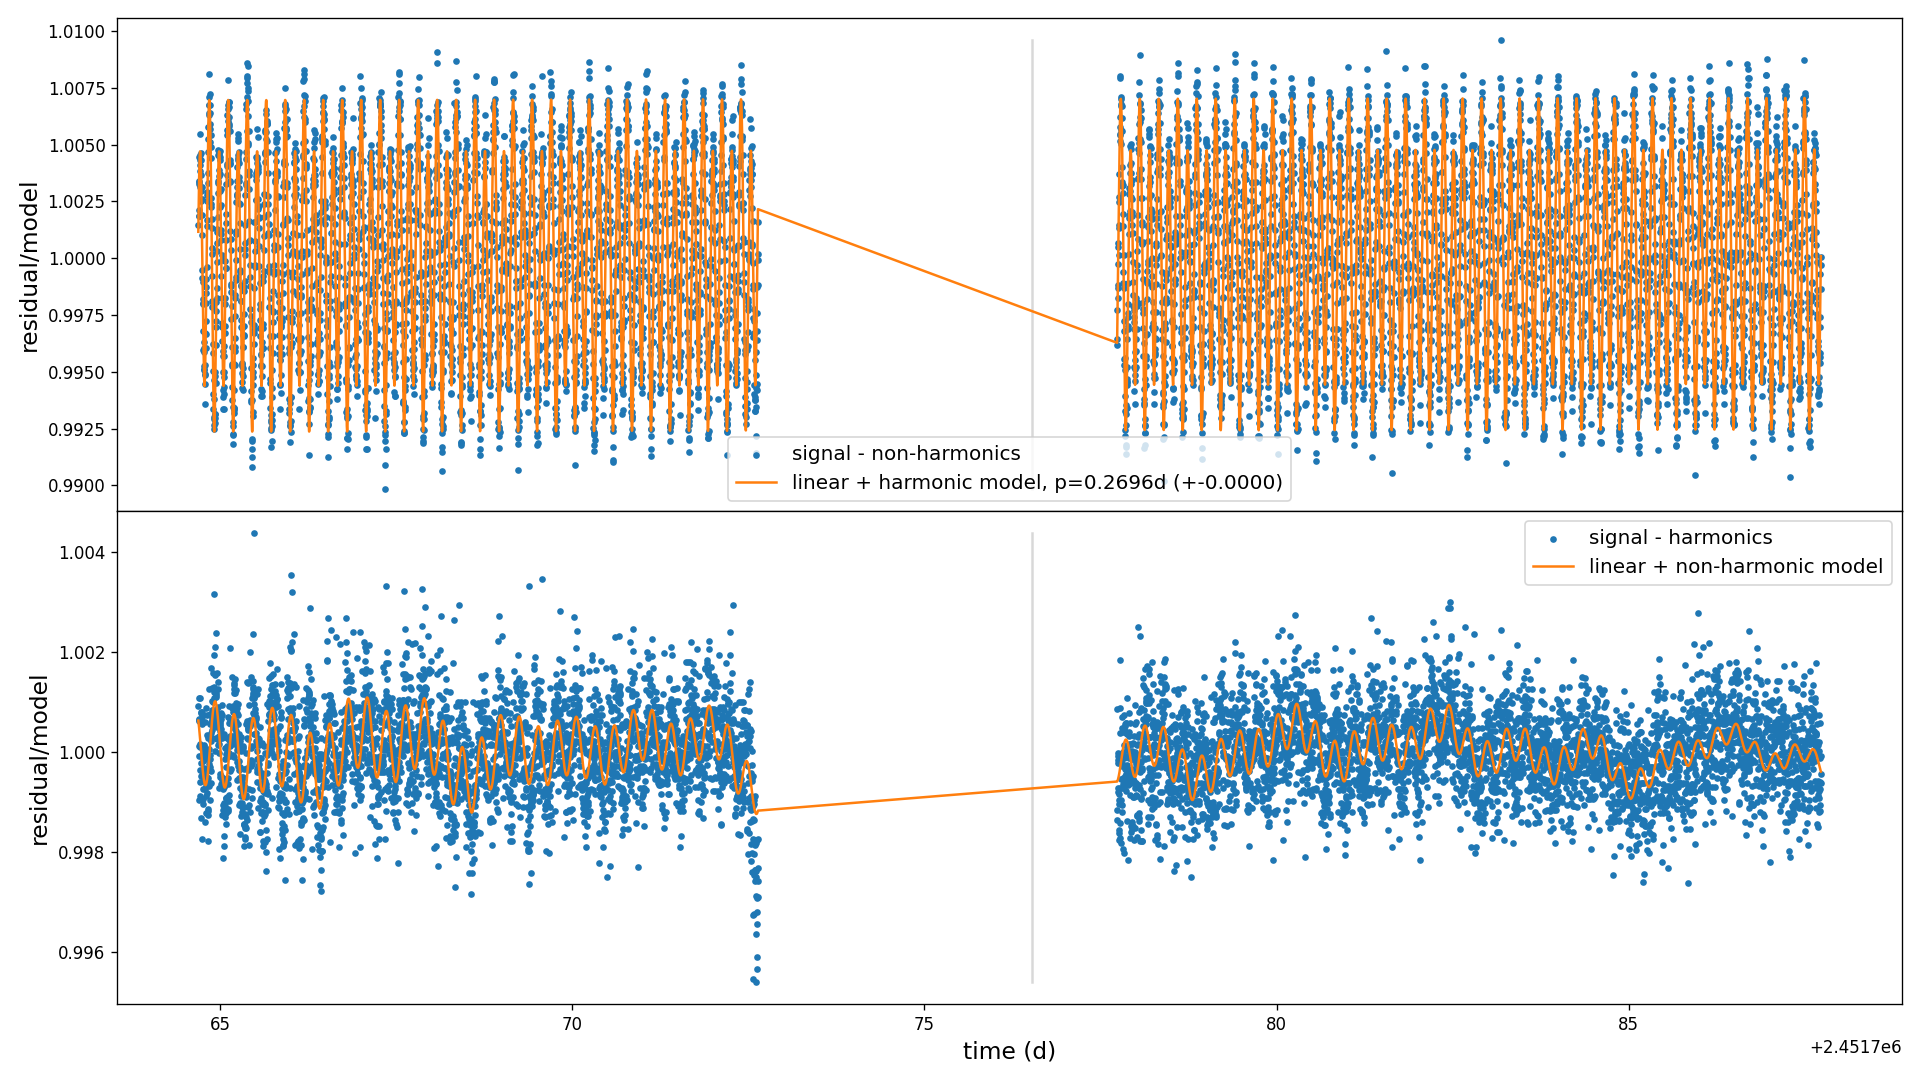 1.0100
1.0075
1.0050
1.0025
1.0000
0.9975
0.9950
0.9925
0.9900
residual/model
signal - non-harmonics
linear + harmonic model, p=0.2696d (+-0.0000)
1.004
1.002
1.000
0.998
0.996
residual/model
signal - harmonics
linear + non-harmonic model
65
70
75
80
85
time (d)
+2.4517e6